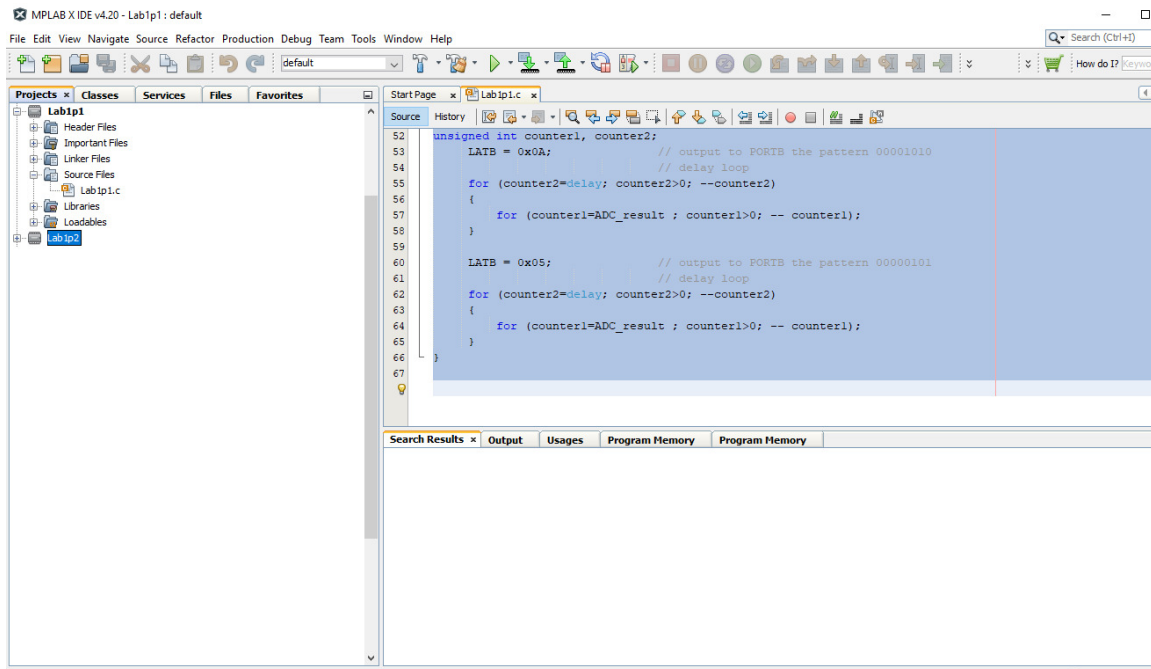 MPLAB X IDE v4.20 - Lab1p1 : default
File Edit View Navigate Source Refactor Production Debug Team Tools Window Help
Search (Ctrl+I)
default
How do I?
Projects Classes Services Files Favorites
Lab1p1
Header Files
Important Files
Linker Files
Source Files
Lab1p1.c
Libraries
Loadables
Lab1p2
Start Page Lab1p1.c
Source History
52 unsigned int counter1, counter2;
53 LATB = 0x0A; // output to PORTB the pattern 00001010
54 // delay loop
55 for (counter2=delay; counter2>0; --counter2)
56 {
57 for (counter1=ADC_result ; counter1>0; -- counter1);
58 }
59
60 LATB = 0x05; // output to PORTB the pattern 00000101
61 // delay loop
62 for (counter2=delay; counter2>0; --counter2)
63 {
64 for (counter1=ADC_result ; counter1>0; -- counter1);
65 }
66 }
67
Search Results Output Usages Program Memory Program Memory